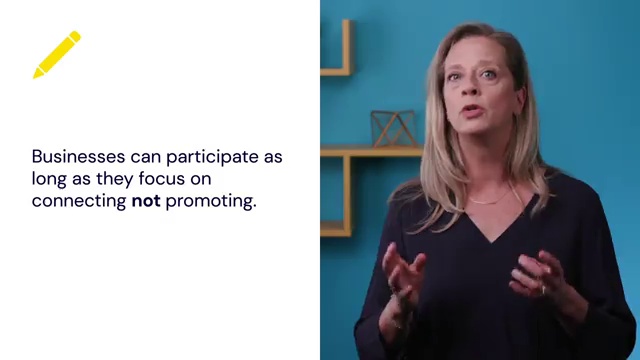 Businesses can participate as
long as they focus on
connecting not promoting.